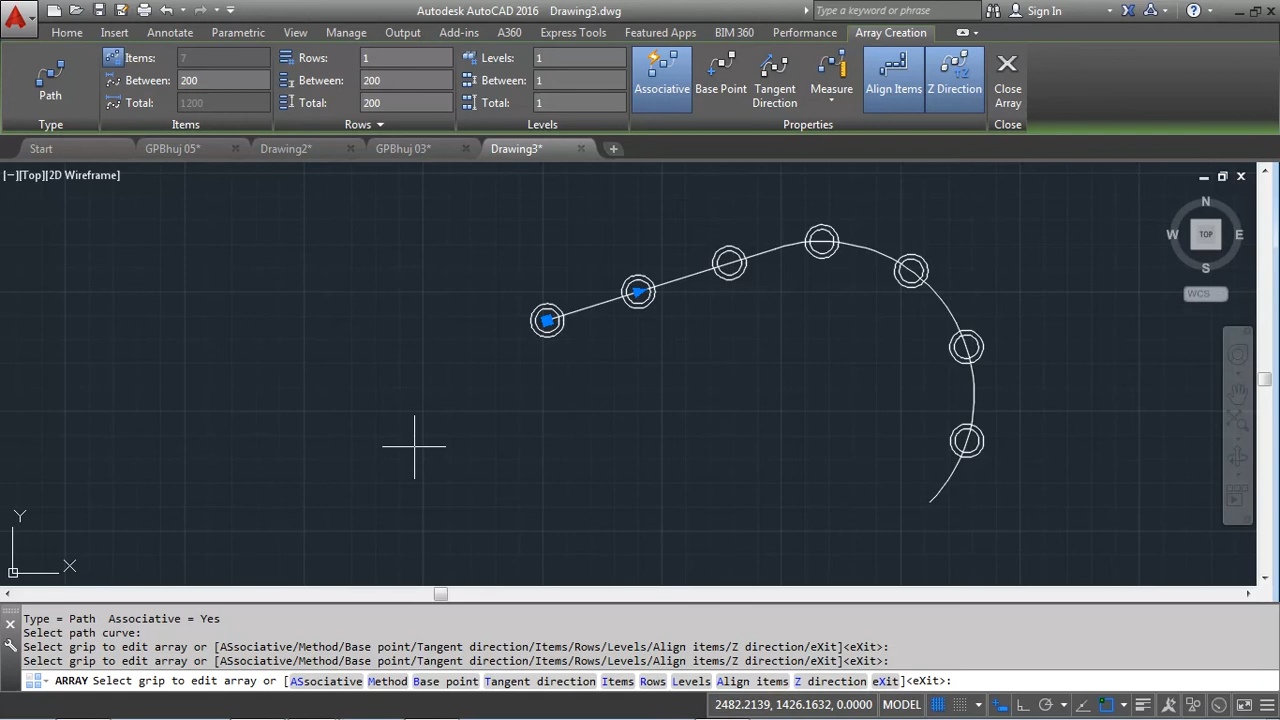 Autodesk AutoCAD 2016 Drawing3.dwg
Type a keyword or phrase
Sign In
Home Insert Annotate Parametric View Manage Output Add-ins A360 Express Tools Featured Apps BIM 360 Performance Array Creation
Items: 7 Rows: 1 Levels: 1
Between: 200 Between: 200 Between: 1
Total: 1200 Total: 200 Total: 1
Path
Associative Base Point Tangent Direction Measure Align Items Z Direction Close Array
Type Items Rows Levels Properties Close
Start GPBhuj 05* Drawing2* GPBhuj 03* Drawing3*
[−][Top][2D Wireframe]
N
W TOP E
S
WCS
Y
X
Type = Path Associative = Yes
Select path curve:
Select grip to edit array or [ASsociative/Method/Base point/Tangent direction/Items/Rows/Levels/Align items/Z direction/eXit]<eXit>:
Select grip to edit array or [ASsociative/Method/Base point/Tangent direction/Items/Rows/Levels/Align items/Z direction/eXit]<eXit>:
ARRAY Select grip to edit array or [ASsociative Method Base point Tangent direction Items Rows Levels Align items Z direction eXit]<eXit>:
2482.2139, 1426.1632, 0.0000 MODEL